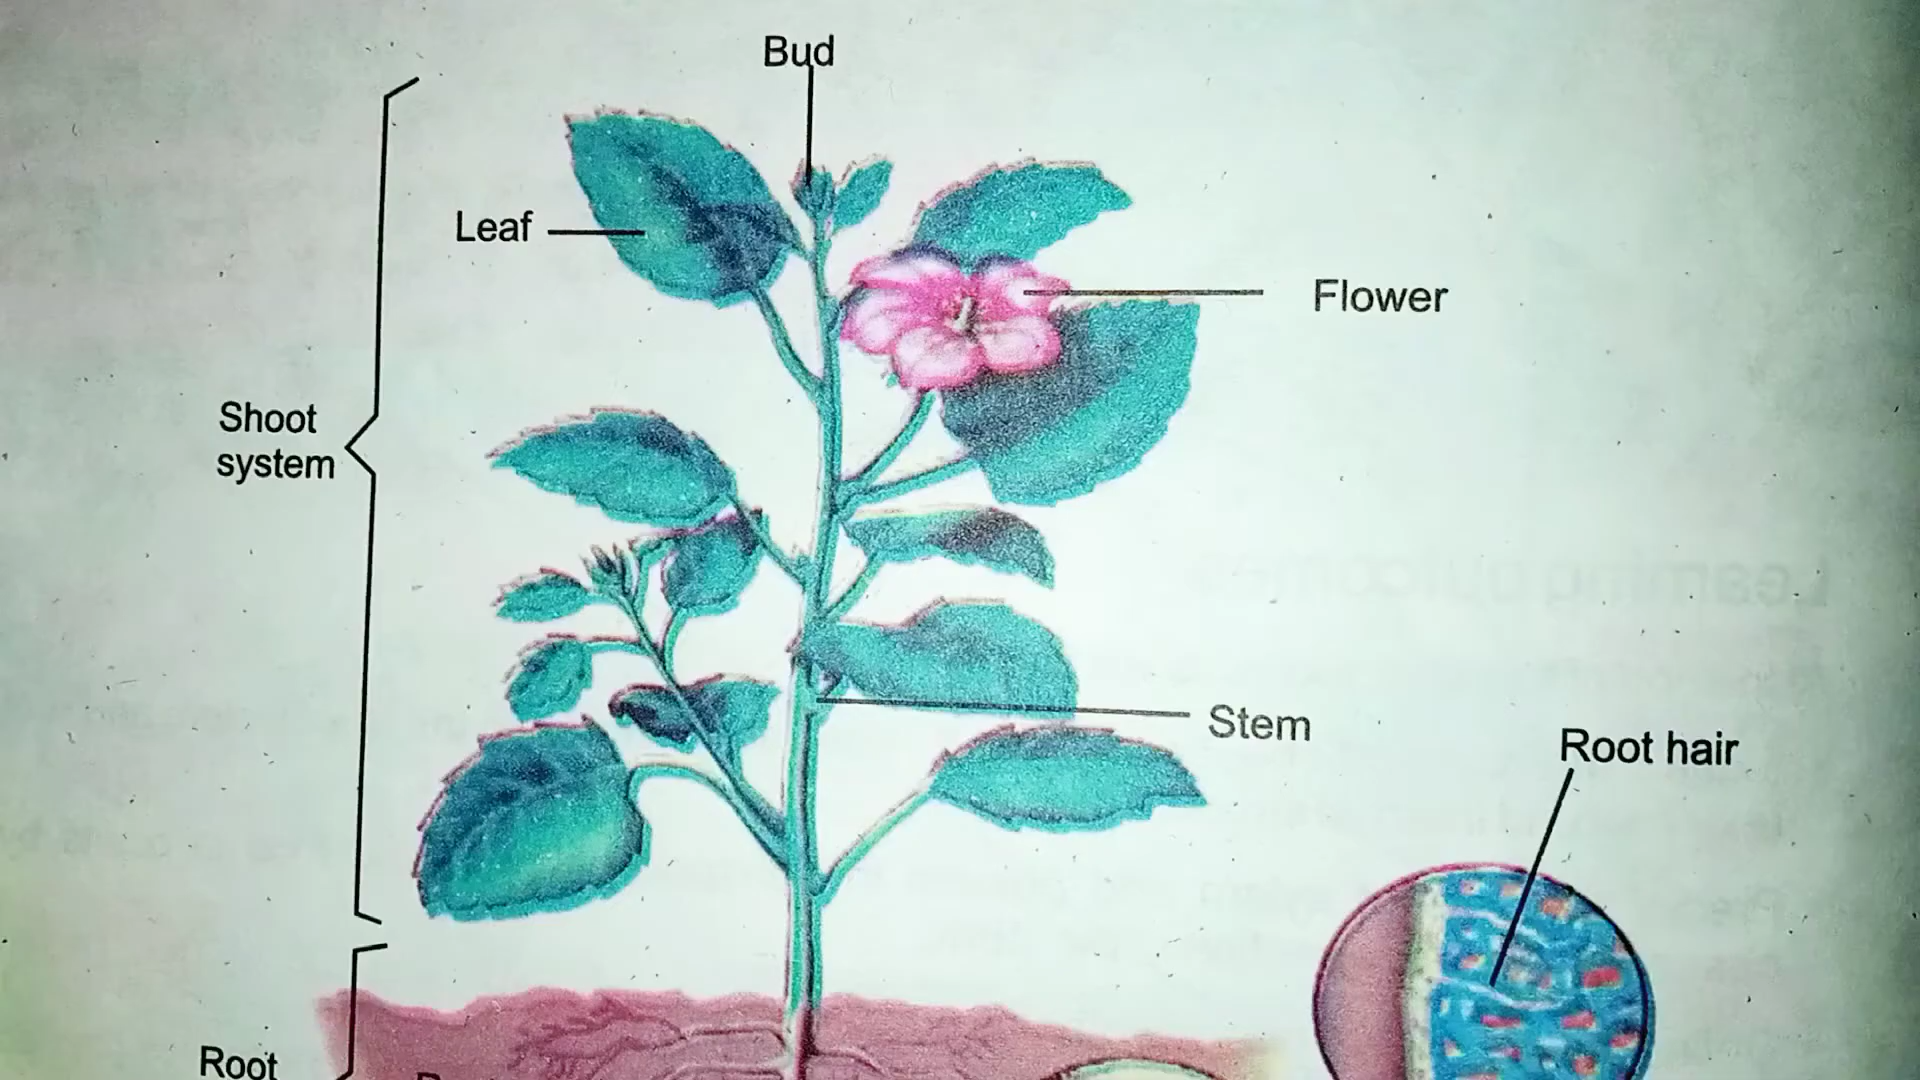 Bud
Leaf
Flower
Shoot
system
Stem
Root hair
Root